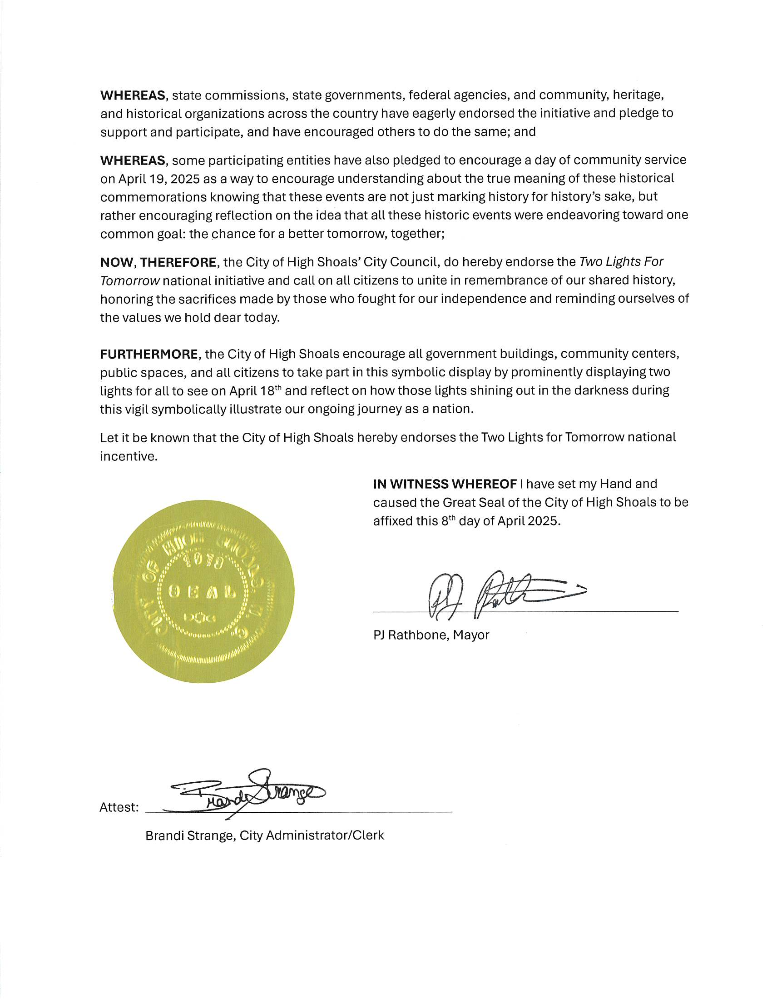 WHEREAS, state commissions, state governments, federal agencies, and community, heritage,
and historical organizations across the country have eagerly endorsed the initiative and pledge to
support and participate, and have encouraged others to do the same; and
WHEREAS, some participating entities have also pledged to encourage a day of community service
on April 19, 2025 as a way to encourage understanding about the true meaning of these historical
commemorations knowing that these events are not just marking history for history’s sake, but
rather encouraging reflection on the idea that all these historic events were endeavoring toward one
common goal: the chance for a better tomorrow, together;
NOW, THEREFORE, the City of High Shoals’ City Council, do hereby endorse the Two Lights For
Tomorrow national initiative and call on all citizens to unite in remembrance of our shared history,
honoring the sacrifices made by those who fought for our independence and reminding ourselves of
the values we hold dear today.
FURTHERMORE, the City of High Shoals encourage all government buildings, community centers,
public spaces, and all citizens to take part in this symbolic display by prominently displaying two
lights for all to see on April 18th and reflect on how those lights shining out in the darkness during
this vigil symbolically illustrate our ongoing journey as a nation.
Let it be known that the City of High Shoals hereby endorses the Two Lights for Tomorrow national
incentive.
IN WITNESS WHEREOF I have set my Hand and
caused the Great Seal of the City of High Shoals to be
affixed this 8th day of April 2025.
CITY OF HIGH SHOALS, N.C.
SEAL
PJ Rathbone, Mayor
Brandi Strange
Attest:
Brandi Strange, City Administrator/Clerk